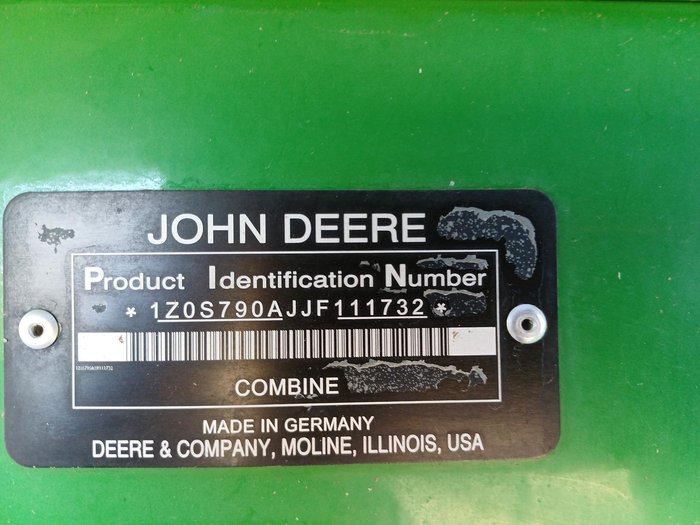 JOHN DEERE
Product Identification Number
* 1Z0S790AJJF111732 *
COMBINE
MADE IN GERMANY
DEERE & COMPANY, MOLINE, ILLINOIS, USA